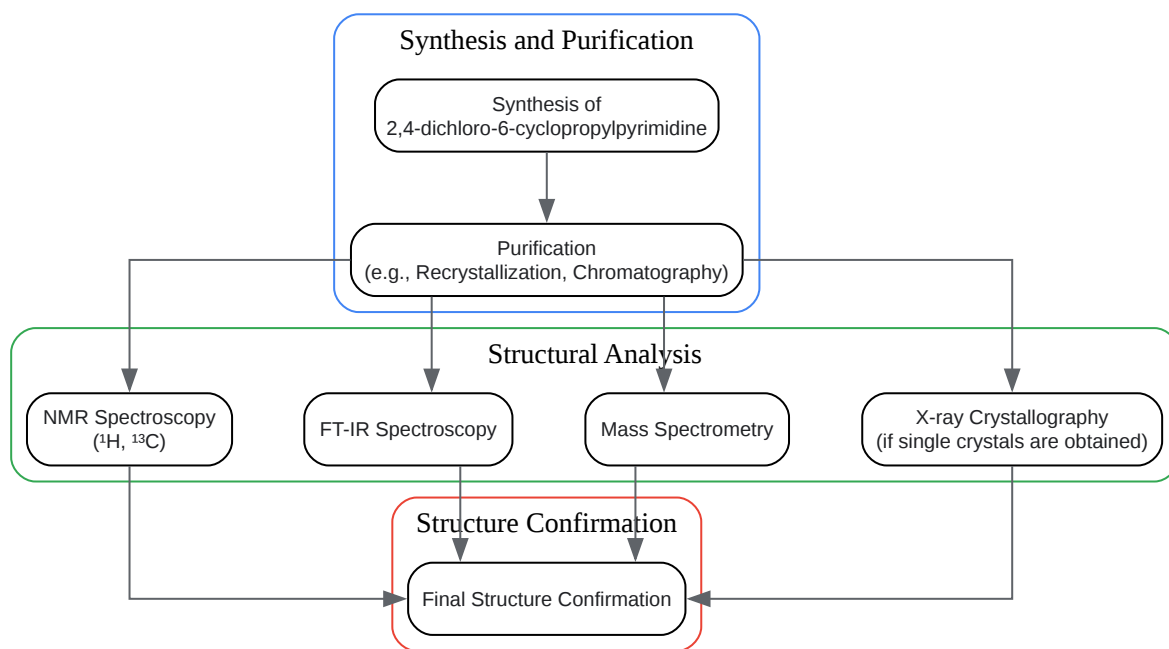 Synthesis and Purification
Synthesis of
2,4-dichloro-6-cyclopropylpyrimidine
Purification
(e.g., Recrystallization, Chromatography)
Structural Analysis
NMR Spectroscopy
(¹H, ¹³C)
FT-IR Spectroscopy
Mass Spectrometry
X-ray Crystallography
(if single crystals are obtained)
Structure Confirmation
Final Structure Confirmation